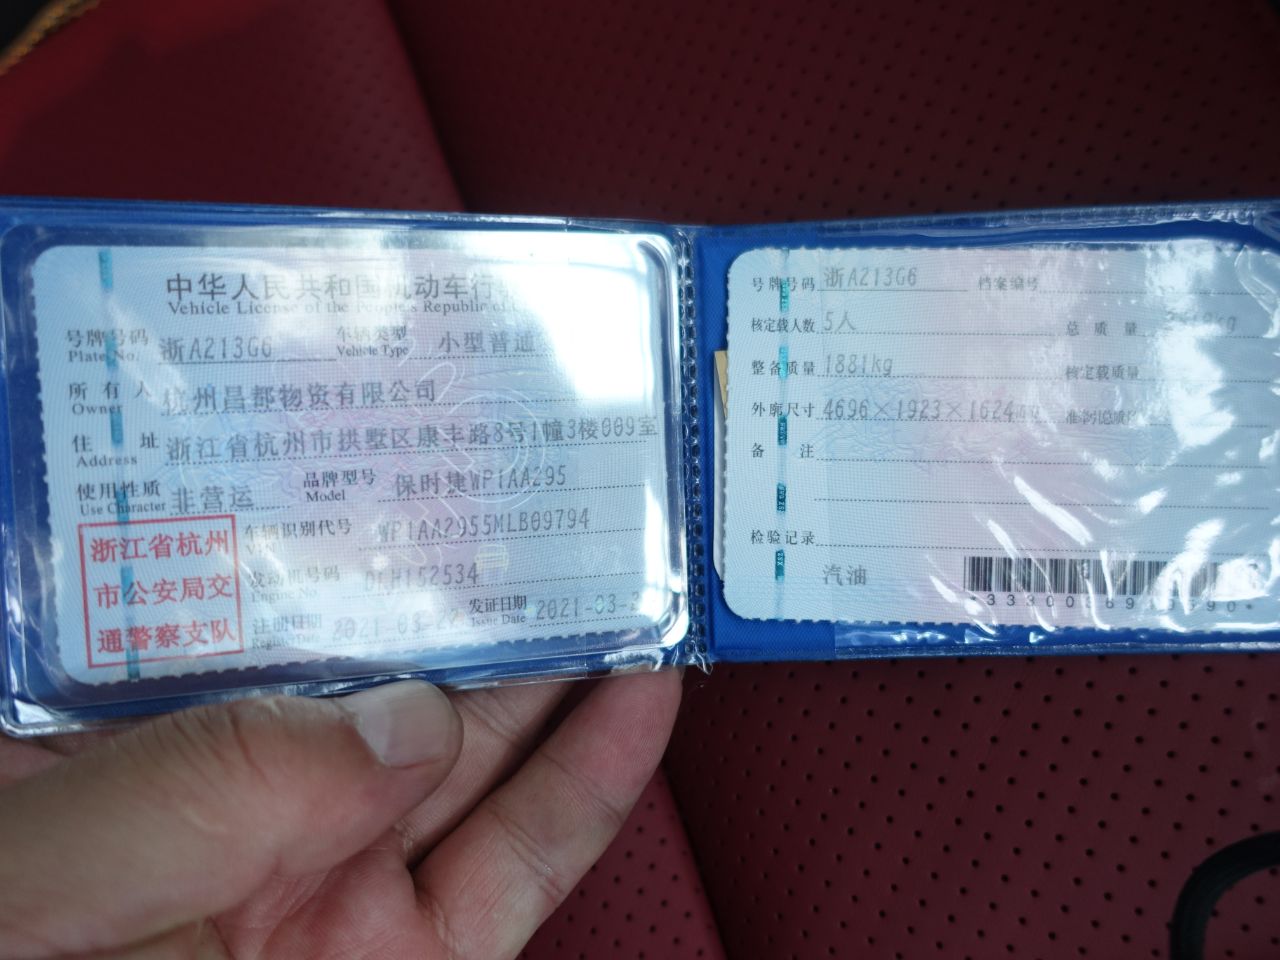 中华人民共和国机动车行
Vehicle License of the People's Republic of
号牌号码 浙A213G6 车辆类型 小型普通
Plate No. Vehicle Type
所有人 杭州昌都物资有限公司
Owner
住址 浙江省杭州市拱墅区康丰路8号1幢3楼009室
Address
使用性质 非营运 品牌型号 保时捷WP1AA295
Use Character Model
车辆识别代号 WP1AA2955MLB09794
VIN
发动机号码 152534
Engine No.
注册日期 2021-03-2 发证日期 2021-03-2
Register Date Issue Date
浙江省杭州
市公安局交
通警察支队
号牌号码 浙A213G6 档案编号
核定载人数 5人 总质量 kg
整备质量 1881kg 核定载质量
外廓尺寸 4696×1923×1624
备注
检验记录
汽油